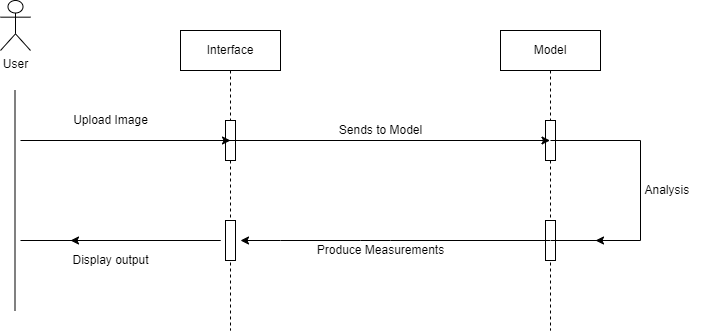 User
Interface
Model
Upload Image
Sends to Model
Analysis
Produce Measurements
Display output